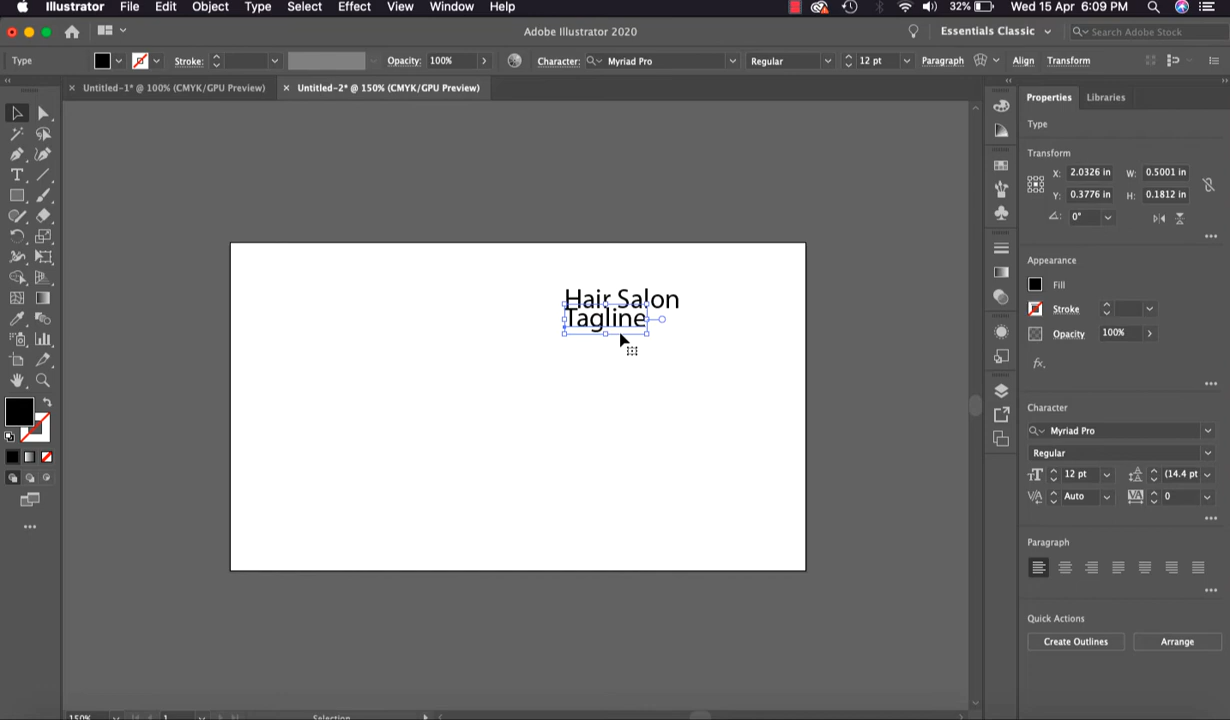 Illustrator File Edit Object Type Select Effect View Window Help 32% Wed 15 Apr 6:09 PM
Adobe Illustrator 2020 Essentials Classic Search Adobe Stock
Type Stroke: Opacity: 100% Character: Myriad Pro Regular 12 pt Paragraph Align Transform
Untitled-1* @ 100% (CMYK/GPU Preview) Untitled-2* @ 150% (CMYK/GPU Preview)
Properties Libraries
Type
Transform
X: 2.0326 in W: 0.5001 in
Y: 0.3776 in H: 0.1812 in
0°
Appearance
Fill
Stroke
Opacity 100%
fx.
Character
Myriad Pro
Regular
12 pt (14.4 pt
Auto 0
Paragraph
Quick Actions
Create Outlines Arrange
Hair Salon
Tagline
150% 1 Selection